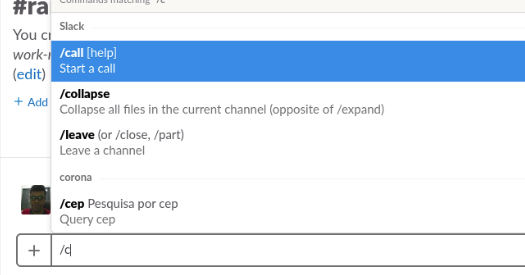 #ra
Commands matching "/c
Slack
You cr
/call [help]
work-r
Start a call
(edit)
/collapse
+ Add
Collapse all files in the current channel (opposite of /expand)
/leave (or /close, /part)
Leave a channel
corona
/cep Pesquisa por cep
Query cep
+ /c